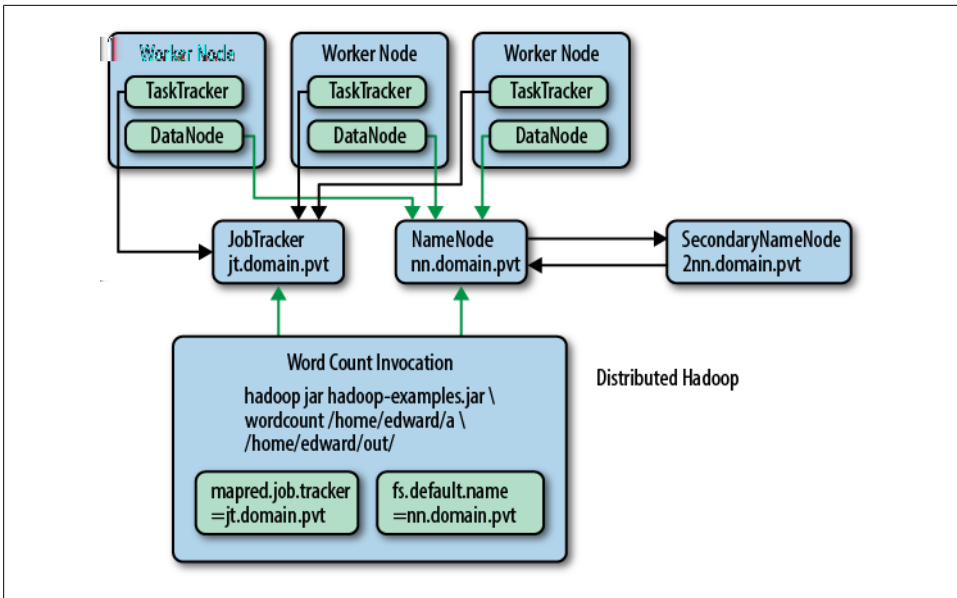 Worker Node
Worker Node
Worker Node
TaskTracker
TaskTracker
TaskTracker
DataNode
DataNode
DataNode
JobTracker
jt.domain.pvt
NameNode
nn.domain.pvt
SecondaryNameNode
2nn.domain.pvt
Word Count Invocation
hadoop jar hadoop-examples.jar \
wordcount /home/edward/a \
/home/edward/out/
Distributed Hadoop
mapred.job.tracker
=jt.domain.pvt
fs.default.name
=nn.domain.pvt